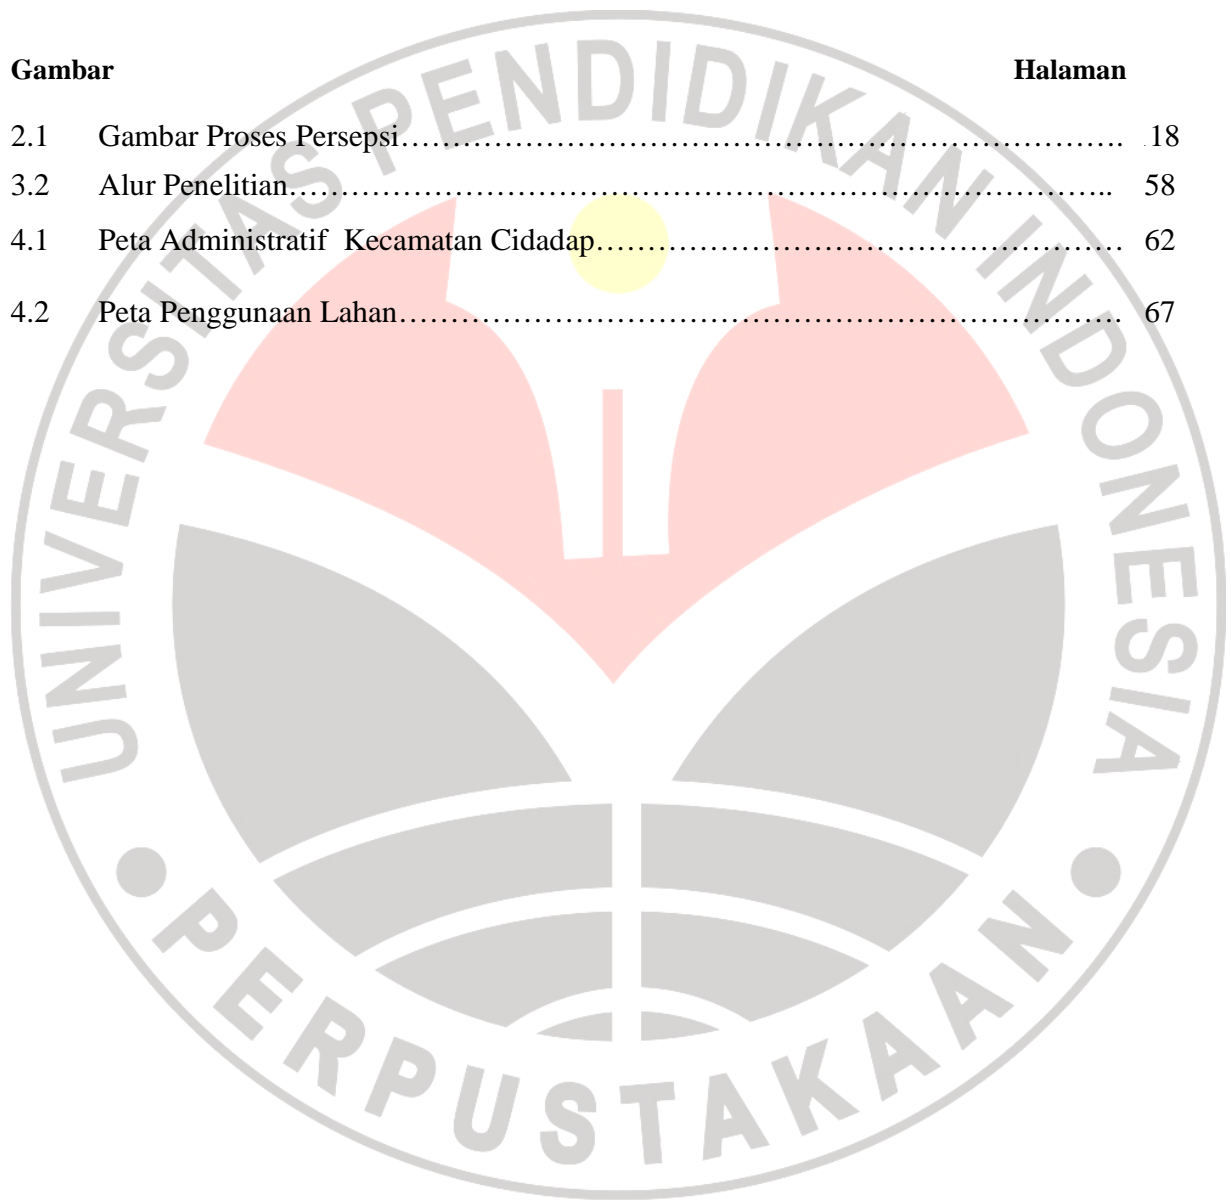 Gambar Halaman
2.1 Gambar Proses Persepsi……………………………………………………………………. .18
3.2 Alur Penelitian…………………………………………………………………………….. 58
4.1 Peta Administratif  Kecamatan Cidadap…………………………………………………… 62
4.2 Peta Penggunaan Lahan……………………………………………………………………. 67
UNIVERSITAS PENDIDIKAN INDONESIA
PERPUSTAKAAN